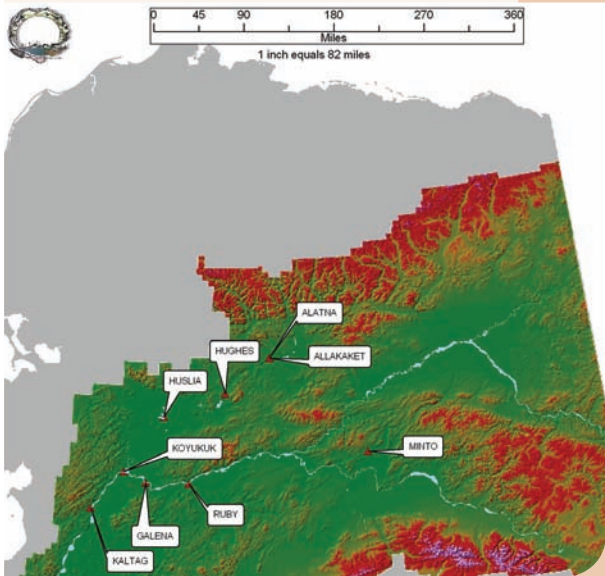 0 45 90 180 270 360
Miles
1 inch equals 82 miles
ALATNA
HUGHES
ALLAKAKET
HUSLIA
KOYUKUK
MINTO
GALENA
RUBY
KALTAG